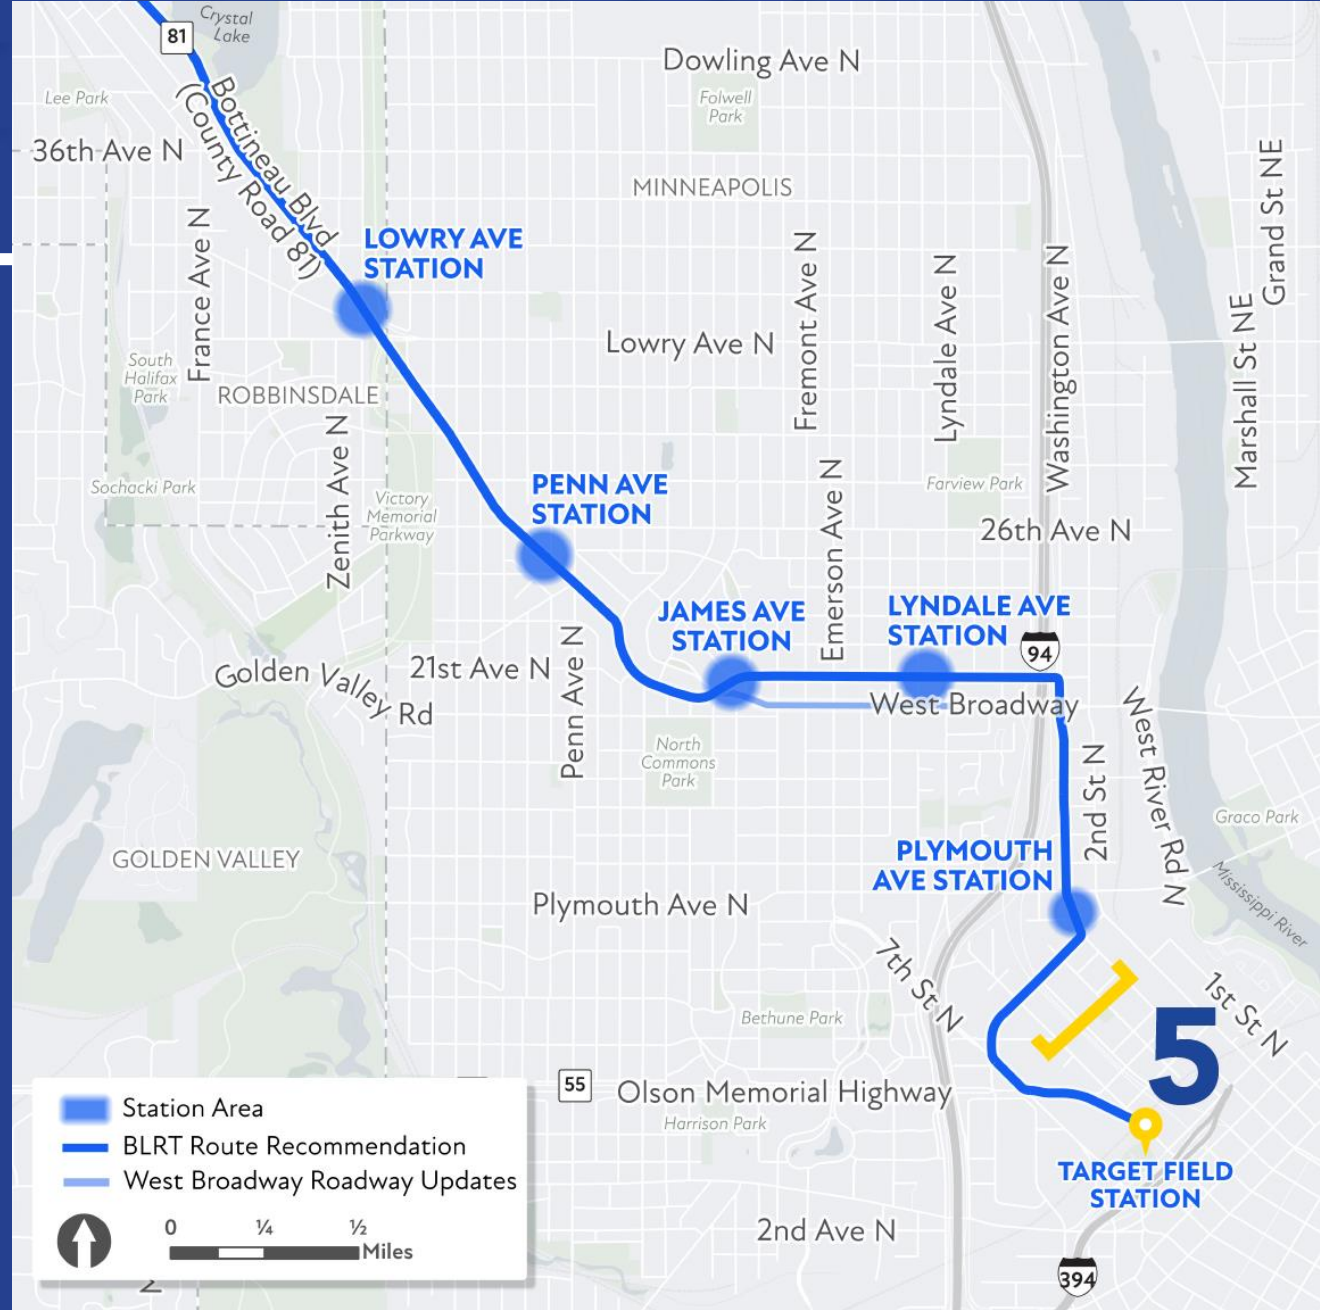 Crystal
Lake
81
Dowling Ave N
Lee Park
Folwell
Park
Bottineau Blvd
(County Road 81)
36th Ave N
MINNEAPOLIS
Grand St NE
LOWRY AVE
STATION
France Ave N
Fremont Ave N
Lyndale Ave N
Washington Ave N
Marshall St NE
Lowry Ave N
South
Halifax
Park
ROBBINSDALE
Zenith Ave N
Sochacki Park
Victory
Memorial
Parkway
PENN AVE
STATION
Emerson Ave N
Farview Park
26th Ave N
JAMES AVE
STATION
LYNDALE AVE
STATION
94
Golden Valley Rd
21st Ave N
Penn Ave N
West Broadway
West River Rd N
North
Commons
Park
2nd St N
Graco Park
GOLDEN VALLEY
PLYMOUTH
AVE STATION
Mississippi River
Plymouth Ave N
7th St N
1st St N
Bethune Park
5
55
Olson Memorial Highway
Harrison Park
TARGET FIELD
STATION
2nd Ave N
394
Station Area
BLRT Route Recommendation
West Broadway Roadway Updates
0 ¼ ½
Miles
N